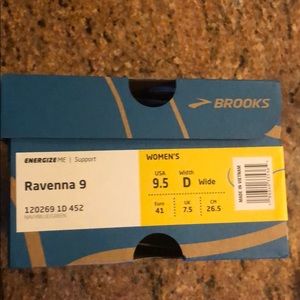 BROOKS
ENERGIZE ME | Support
Ravenna 9
120269 1D 452
WOMEN'S
USA Width
9.5 D Wide
Euro UK CM
41 7.5 26.5
MADE IN VIETNAM